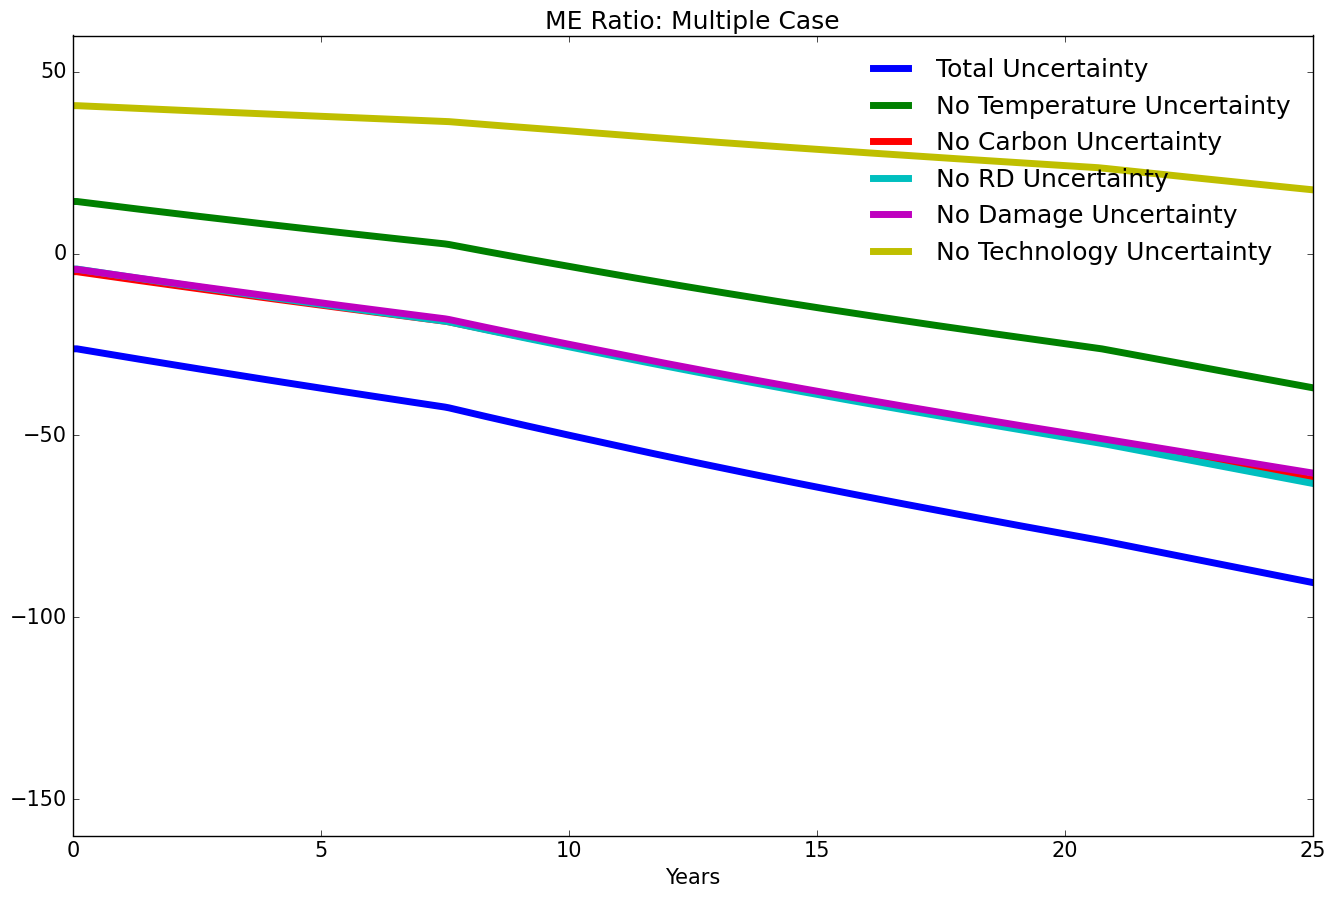 ME Ratio: Multiple Case
50
0
−50
−100
−150
Total Uncertainty
No Temperature Uncertainty
No Carbon Uncertainty
No RD Uncertainty
No Damage Uncertainty
No Technology Uncertainty
0 5 10 15 20 25
Years